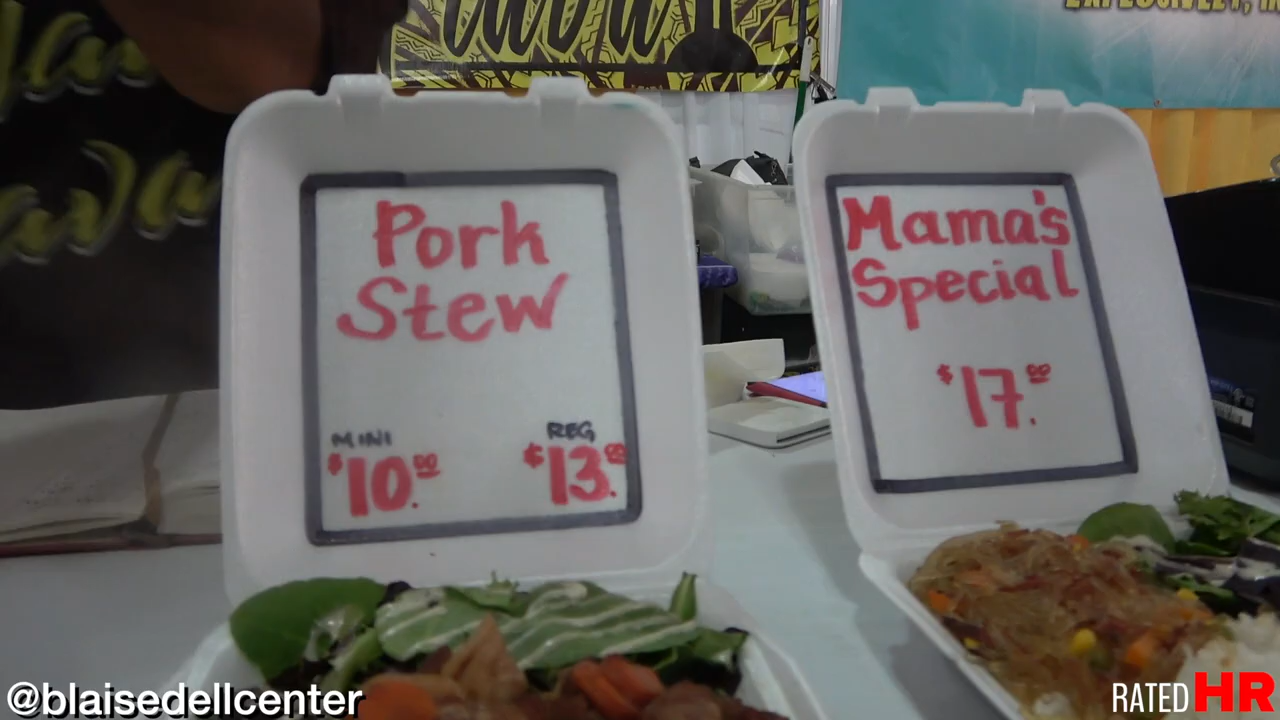 Pork
Stew
MINI
$10.00
REG
$13.00
Mama's
Special
$17.00
@blaisedellcenter
RATED HR